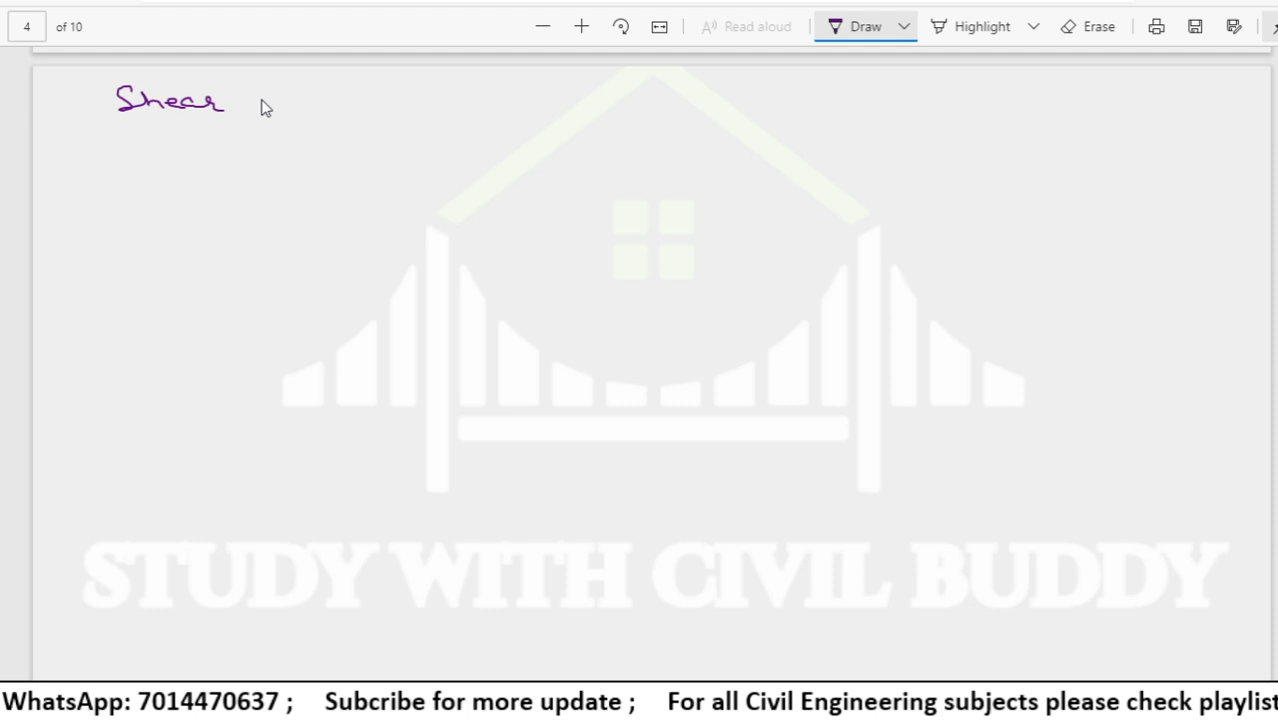 4 of 10 Read aloud Draw Highlight Erase
Shear
STUDY WITH CIVIL BUDDY
WhatsApp: 7014470637 ; Subcribe for more update ; For all Civil Engineering subjects please check playlist